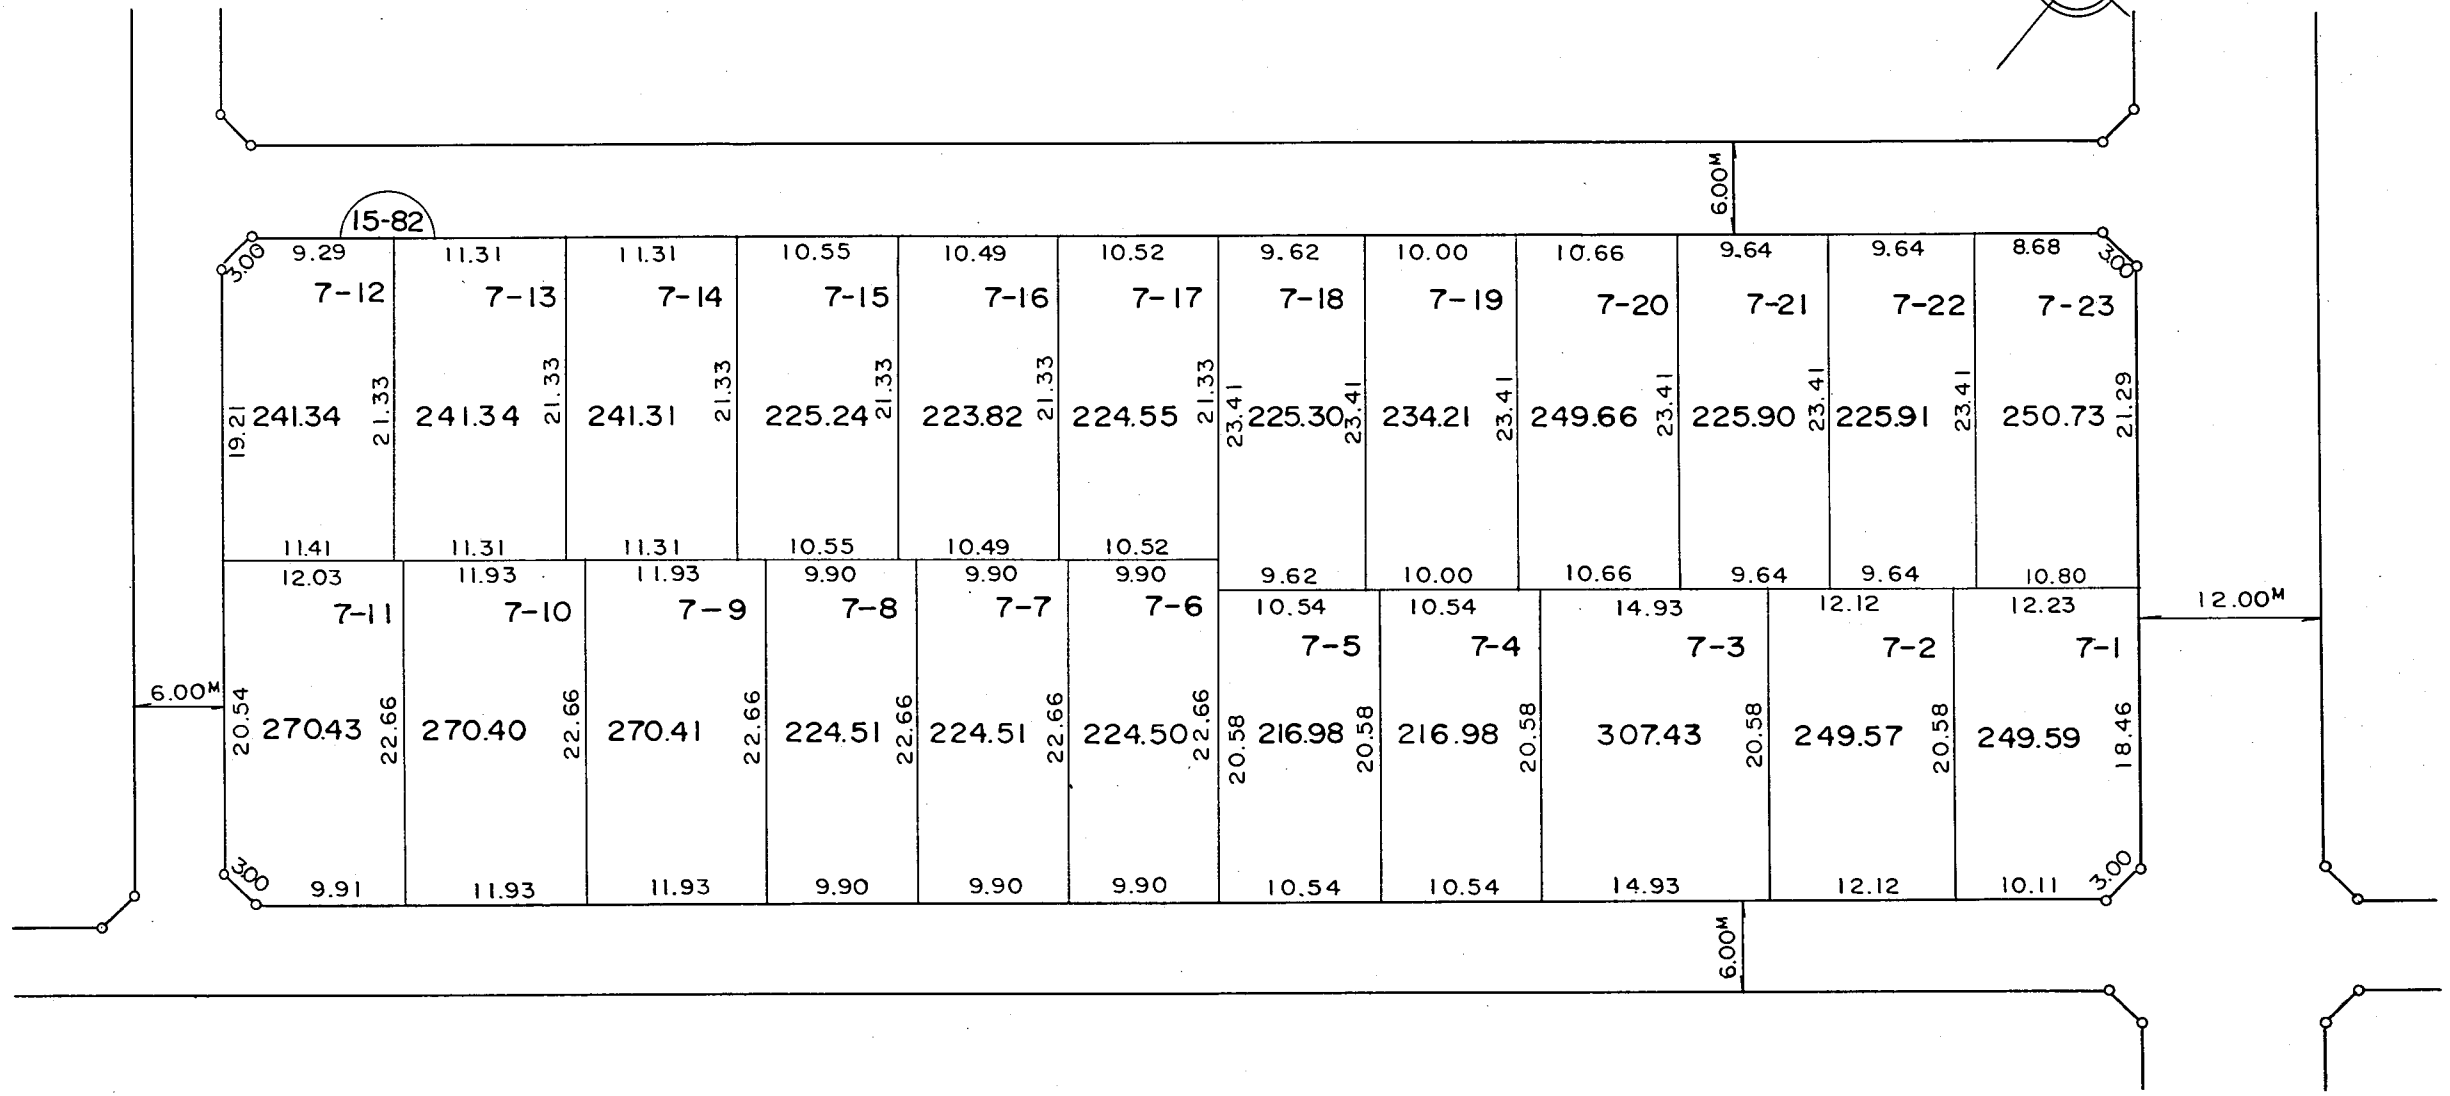 6.00M
15-82
9.29 11.31 11.31 10.55 10.49 10.52 9.62 10.00 10.66 9.64 9.64 8.68
3.00 3.00
7-12 7-13 7-14 7-15 7-16 7-17 7-18 7-19 7-20 7-21 7-22 7-23
19.21 241.34 21.33 241.34 21.33 241.31 21.33 225.24 21.33 223.82 21.33 224.55 21.33 23.41 225.30 23.41 234.21 23.41 249.66 23.41 225.90 23.41 225.91 23.41 250.73 21.29
11.41 11.31 11.31 10.55 10.49 10.52
9.62 10.00 10.66 9.64 9.64 10.80
12.03 11.93 11.93 9.90 9.90 9.90
10.54 10.54 14.93 12.12 12.23
12.00M
7-11 7-10 7-9 7-8 7-7 7-6 7-5 7-4 7-3 7-2 7-1
6.00M
20.54 270.43 22.66 270.40 22.66 270.41 22.66 224.51 22.66 224.51 22.66 224.50 22.66 20.58 216.98 20.58 216.98 20.58 307.43 20.58 249.57 20.58 249.59 18.46
3.00 3.00
9.91 11.93 11.93 9.90 9.90 9.90 10.54 10.54 14.93 12.12 10.11
6.00M